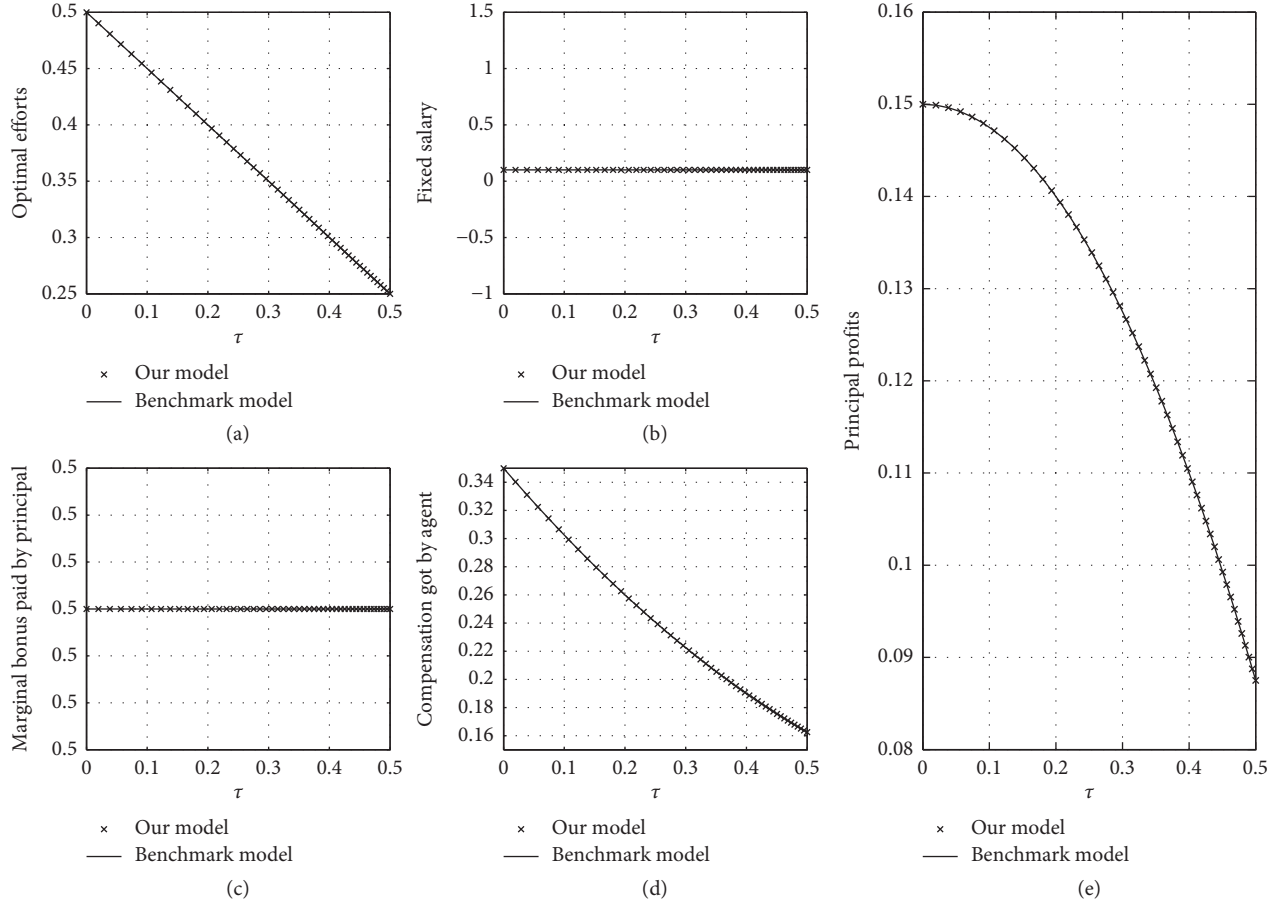 Optimal efforts
0.5
0.45
0.4
0.35
0.3
0.25
0 0.1 0.2 0.3 0.4 0.5
τ
× Our model
— Benchmark model
(a)
Fixed salary
1.5
1
0.5
0
−0.5
−1
0 0.1 0.2 0.3 0.4 0.5
τ
× Our model
— Benchmark model
(b)
Marginal bonus paid by principal
0.5
0.5
0.5
0.5
0.5
0.5
0.5
0 0.1 0.2 0.3 0.4 0.5
τ
× Our model
— Benchmark model
(c)
Compensation got by agent
0.34
0.32
0.3
0.28
0.26
0.24
0.22
0.2
0.18
0.16
0 0.1 0.2 0.3 0.4 0.5
τ
× Our model
— Benchmark model
(d)
Principal profits
0.16
0.15
0.14
0.13
0.12
0.11
0.1
0.09
0.08
0 0.1 0.2 0.3 0.4 0.5
τ
× Our model
— Benchmark model
(e)